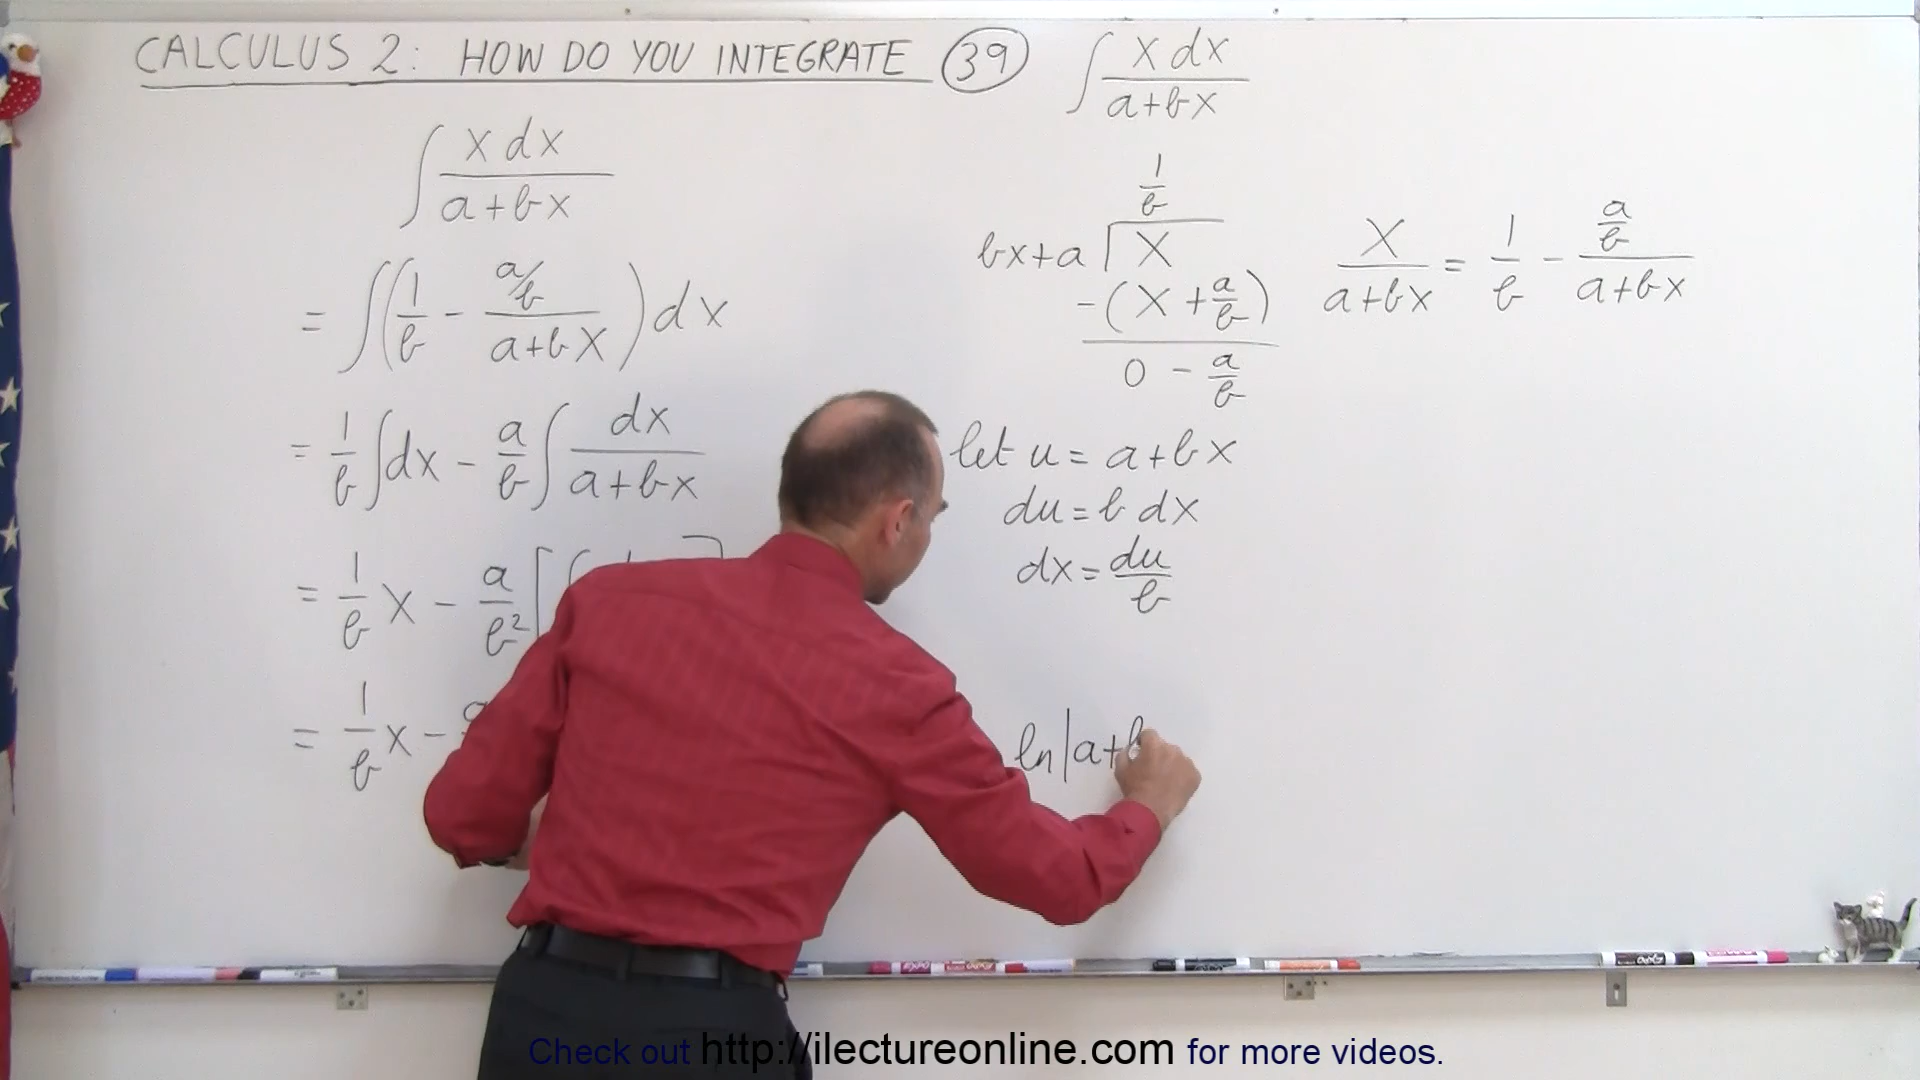 CALCULUS 2: HOW DO YOU INTEGRATE (39) ∫ x dx / (a+bx)
∫ x dx / (a+bx)
= ∫ (1/b - (a/b)/(a+bx)) dx
= 1/b ∫ dx - a/b ∫ dx / (a+bx)
= 1/b x - a/b² [∫
= 1/b x -
1/b
bx+a √ x
-(x + a/b)
0 - a/b
x/(a+bx) = 1/b - (a/b)/(a+bx)
let u = a+bx
du = b dx
dx = du/b
ln|a+b
Check out http://ilectureonline.com for more videos.